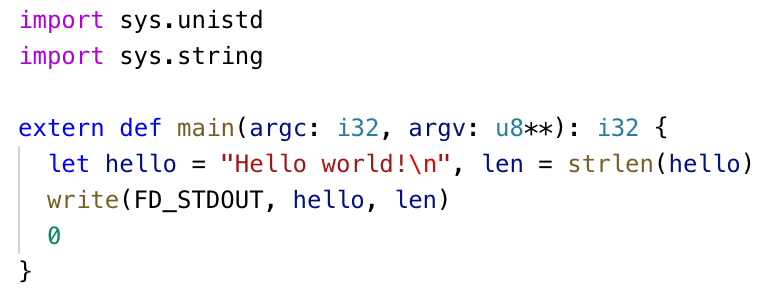 import sys.unistd
import sys.string
extern def main(argc: i32, argv: u8**): i32 {
let hello = "Hello world!\n", len = strlen(hello)
write(FD_STDOUT, hello, len)
0
}